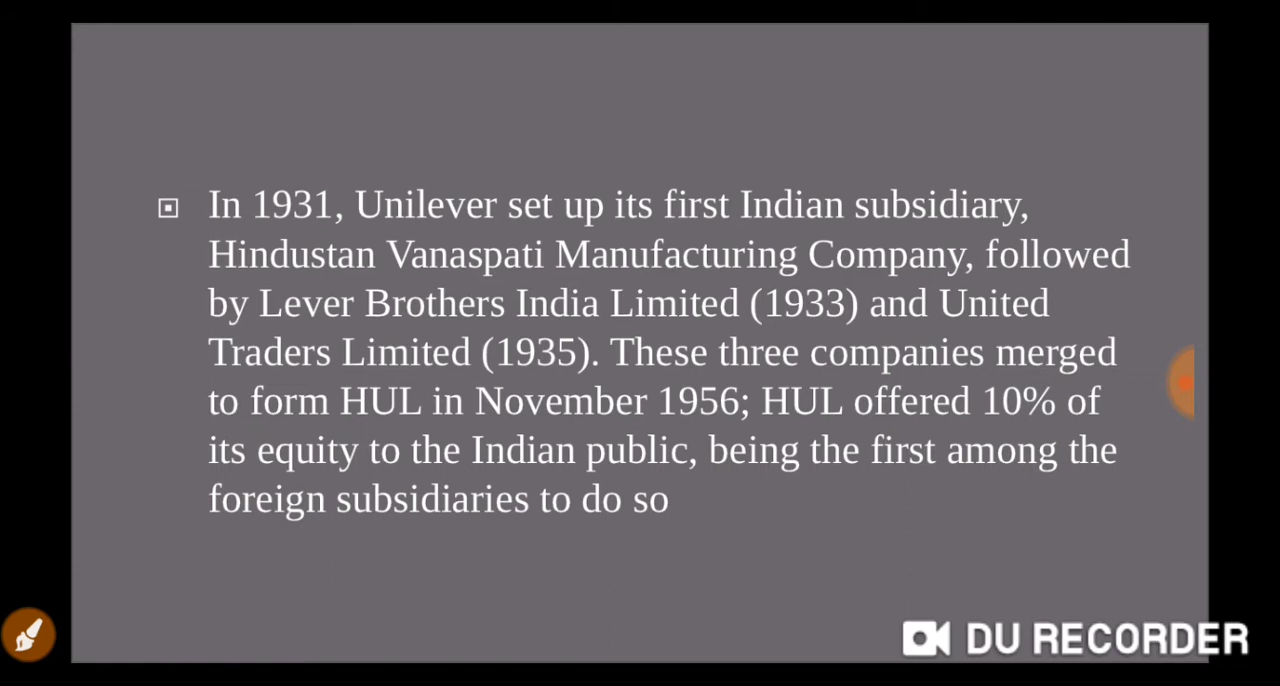 In 1931, Unilever set up its first Indian subsidiary,
Hindustan Vanaspati Manufacturing Company, followed
by Lever Brothers India Limited (1933) and United
Traders Limited (1935). These three companies merged
to form HUL in November 1956; HUL offered 10% of
its equity to the Indian public, being the first among the
foreign subsidiaries to do so
DU RECORDER